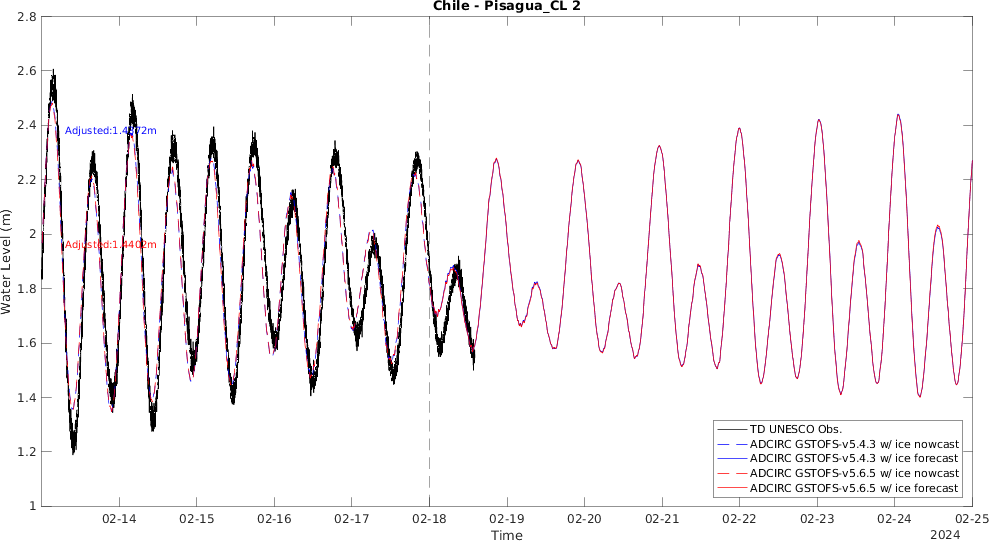 Chile - Pisagua_CL 2
2.8
2.6
2.4
2.2
2
1.8
1.6
1.4
1.2
1
Water Level (m)
Adjusted:1.4402m
TD UNESCO Obs.
ADCIRC GSTOFS-v5.4.3 w/ ice nowcast
ADCIRC GSTOFS-v5.4.3 w/ ice forecast
ADCIRC GSTOFS-v5.6.5 w/ ice nowcast
ADCIRC GSTOFS-v5.6.5 w/ ice forecast
02-14 02-15 02-16 02-17 02-18 02-19 02-20 02-21 02-22 02-23 02-24 02-25
Time
2024